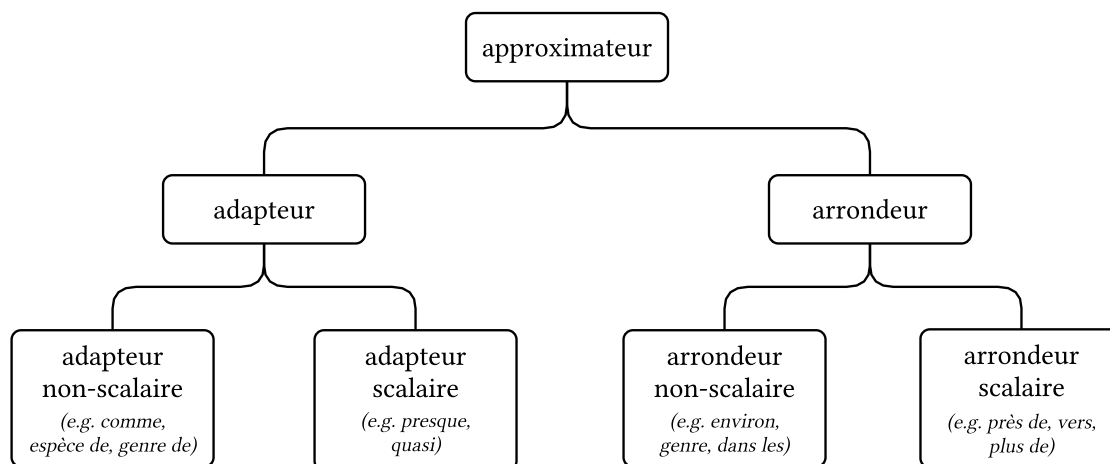 approximateur
adapteur
arrondeur
adapteur
non-scalaire
(e.g. comme,
espèce de, genre de)
adapteur
scalaire
(e.g. presque,
quasi)
arrondeur
non-scalaire
(e.g. environ,
genre, dans les)
arrondeur
scalaire
(e.g. près de, vers,
plus de)